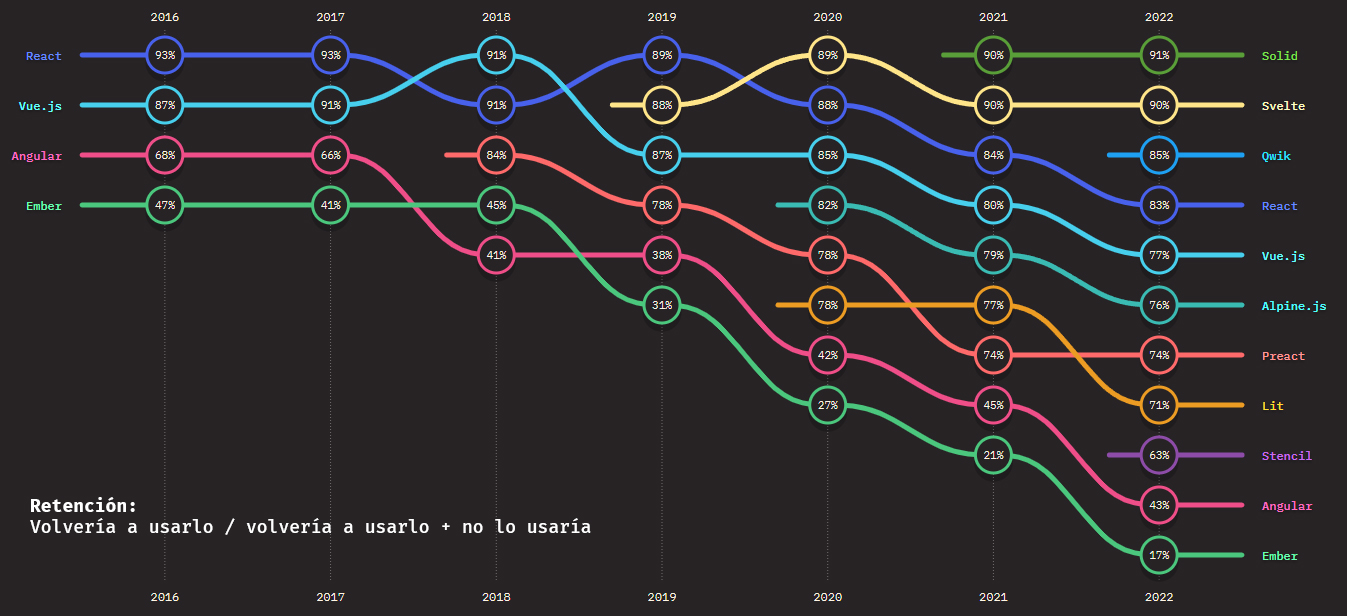 2016 2017 2018 2019 2020 2021 2022
React 93% 93% 91% 89% 89% 90% 91% Solid
Vue.js 87% 91% 91% 88% 88% 90% 90% Svelte
Angular 68% 66% 84% 87% 85% 84% 85% Qwik
Ember 47% 41% 45% 78% 82% 80% 83% React
41% 38% 78% 79% 77% Vue.js
31% 78% 77% 76% Alpine.js
42% 74% 74% Preact
27% 45% 71% Lit
21% 63% Stencil
Retención: 43% Angular
Volvería a usarlo / volvería a usarlo + no lo usaría
17% Ember
2016 2017 2018 2019 2020 2021 2022